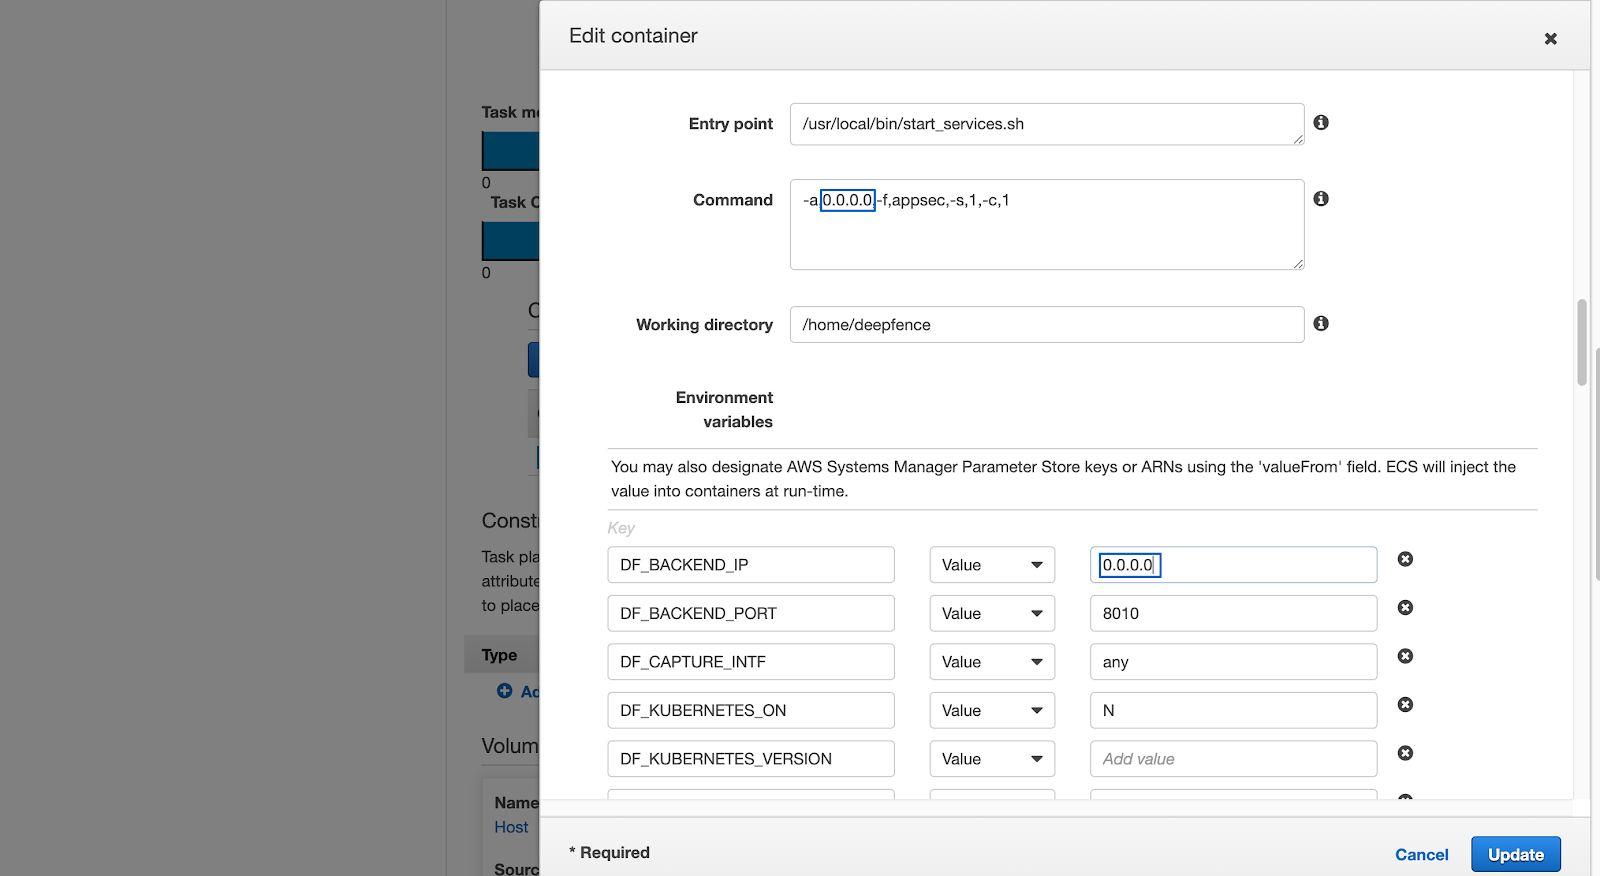 Edit container
Entry point
/usr/local/bin/start_services.sh
Task me
0
Task C
0
Command
-a,0.0.0.0,-f,appsec,-s,1,-c,1
Working directory
/home/deepfence
Environment
variables
You may also designate AWS Systems Manager Parameter Store keys or ARNs using the 'valueFrom' field. ECS will inject the
value into containers at run-time.
Key
DF_BACKEND_IP Value 0.0.0.0
DF_BACKEND_PORT Value 8010
DF_CAPTURE_INTF Value any
DF_KUBERNETES_ON Value N
DF_KUBERNETES_VERSION Value Add value
Const
Task pla
attribute
to place
Type
Ad
Volum
Name
Host
Sourc
* Required
Cancel
Update